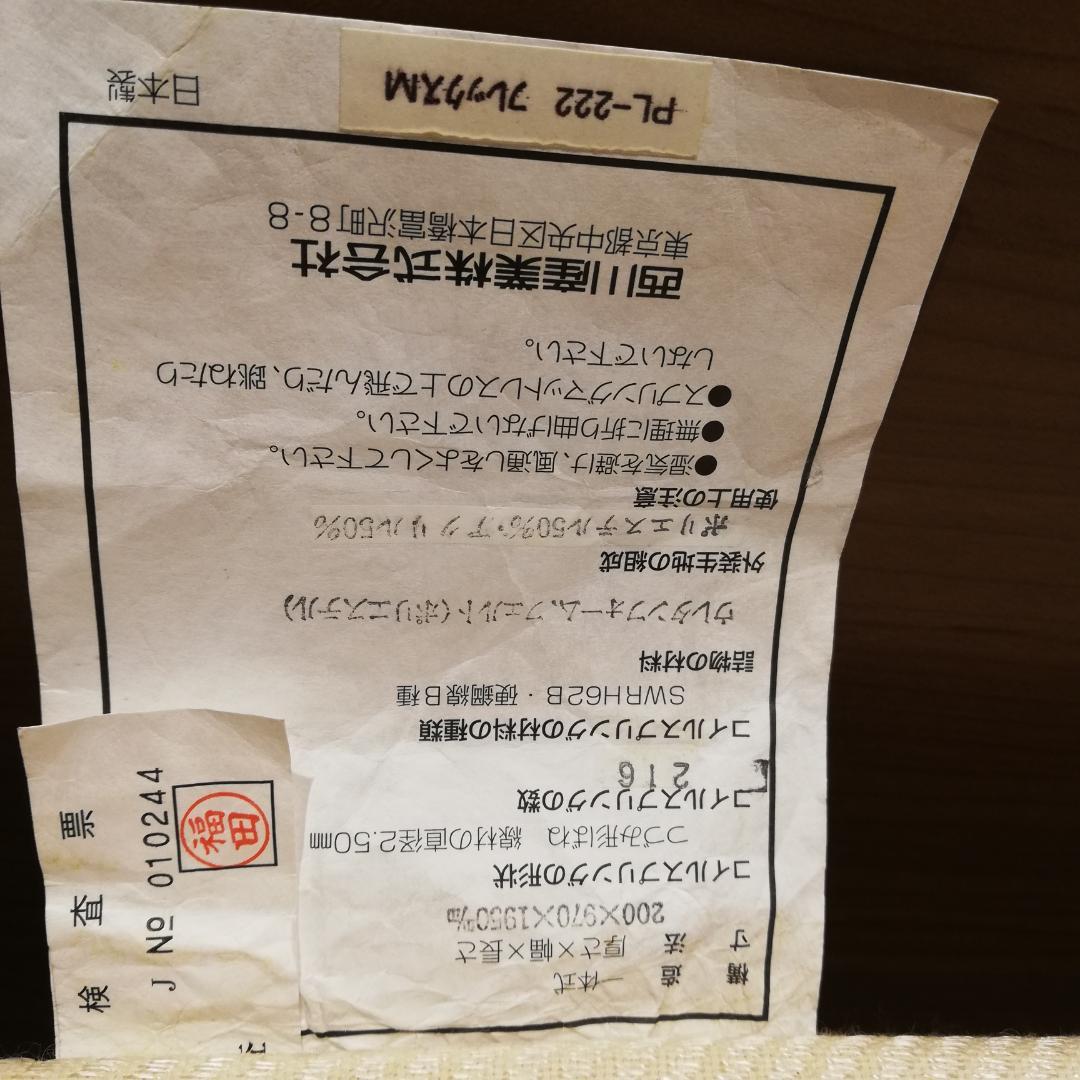 構造 一体式
寸法 厚さ×幅×長さ
200×970×1950㎜
コイルスプリングの形状
つづみ形ばね 線材の直径2.50㎜
コイルスプリングの数
216
コイルスプリングの材料の種類
SWRH62B・硬鋼線B種
詰物の材料
ウレタンフォーム、フェルト(ポリエステル)
外装生地の組成
ポリエステル50%・アクリル50%
使用上の注意
●湿気を避け、風通しをよくして下さい。
●無理に折り曲げないで下さい。
●スプリングマットレスの上で飛んだり、跳ねたり
しないで下さい。
西川産業株式会社
東京都中央区日本橋富沢町8-8
PL-222 フレックスM
日本製
検査票
J № 010244
福田